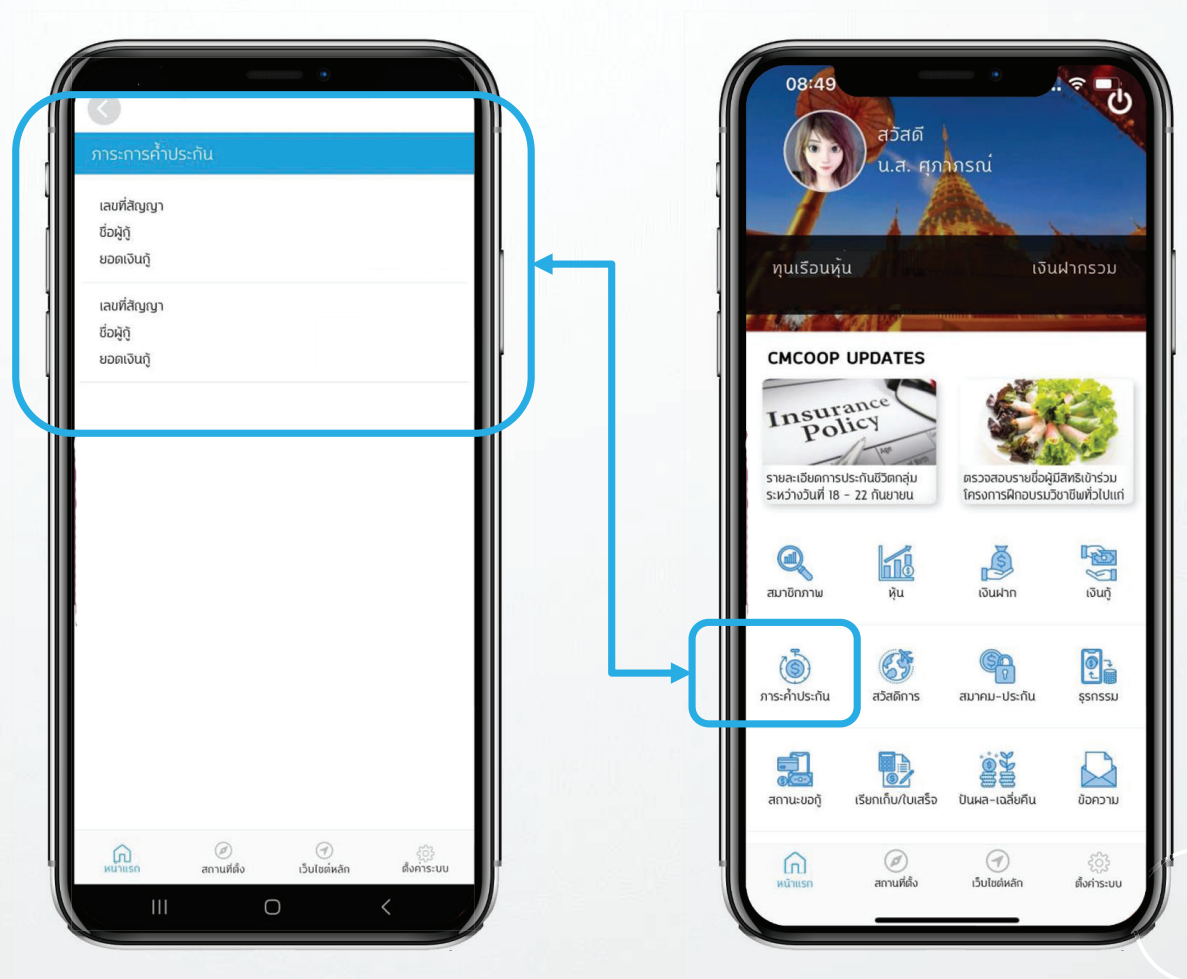 ภาระการค้ำประกัน
เลขที่สัญญา
ชื่อผู้กู้
ยอดเงินกู้
เลขที่สัญญา
ชื่อผู้กู้
ยอดเงินกู้
หน้าแรก
สถานที่ตั้ง
เว็บไซต์หลัก
ตั้งค่าระบบ
08:49
สวัสดี
น.ส. ศุภาภรณ์
ทุนเรือนหุ้น
เงินฝากรวม
CMCOOP UPDATES
Insurance
Policy
รายละเอียดการประกันชีวิตกลุ่ม
ระหว่างวันที่ 18 - 22 กันยายน
ตรวจสอบรายชื่อผู้มีสิทธิเข้าร่วม
โครงการฝึกอบรมวิชาชีพทั่วไปแก่
สมาชิกภาพ
หุ้น
เงินฝาก
เงินกู้
ภาระค้ำประกัน
สวัสดิการ
สมาคม-ประกัน
ธุรกรรม
สถานะขอกู้
เรียกเก็บ/ใบเสร็จ
ปันผล-เฉลี่ยคืน
ข้อความ
หน้าแรก
สถานที่ตั้ง
เว็บไซต์หลัก
ตั้งค่าระบบ